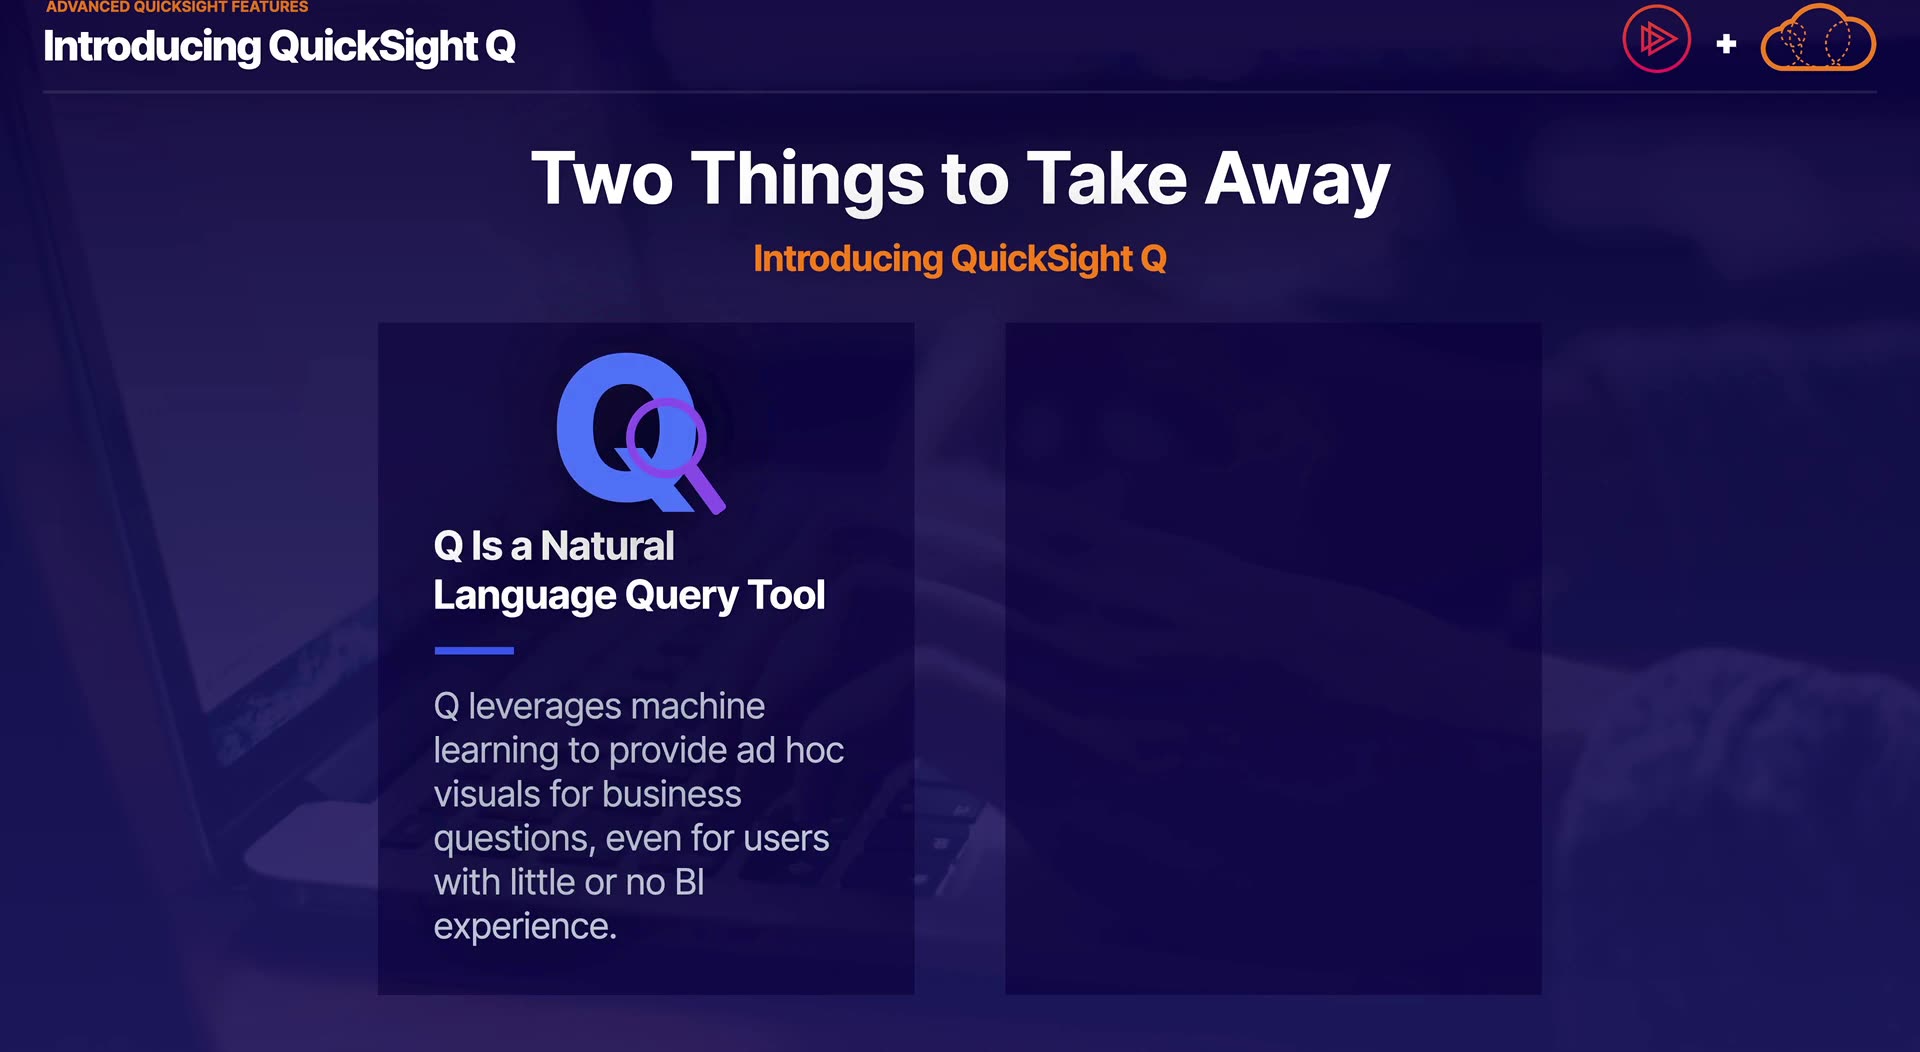 ADVANCED QUICKSIGHT FEATURES
Introducing QuickSight Q
Two Things to Take Away
Introducing QuickSight Q
Q Is a Natural
Language Query Tool
Q leverages machine
learning to provide ad hoc
visuals for business
questions, even for users
with little or no BI
experience.